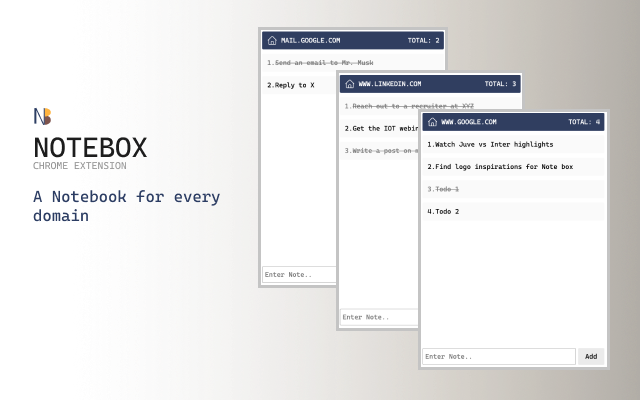 NB
NOTEBOX
CHROME EXTENSION
A Notebook for every
domain
MAIL.GOOGLE.COM TOTAL: 2
1.Send an email to Mr. Musk
2.Reply to X
Enter Note..
WWW.LINKEDIN.COM TOTAL: 3
1.Reach out to a recruiter at XYZ
2.Get the IOT webin
3.Write a post on m
Enter Note..
WWW.GOOGLE.COM TOTAL: 4
1.Watch Juve vs Inter highlights
2.Find logo inspirations for Note box
3.Todo 1
4.Todo 2
Enter Note.. Add